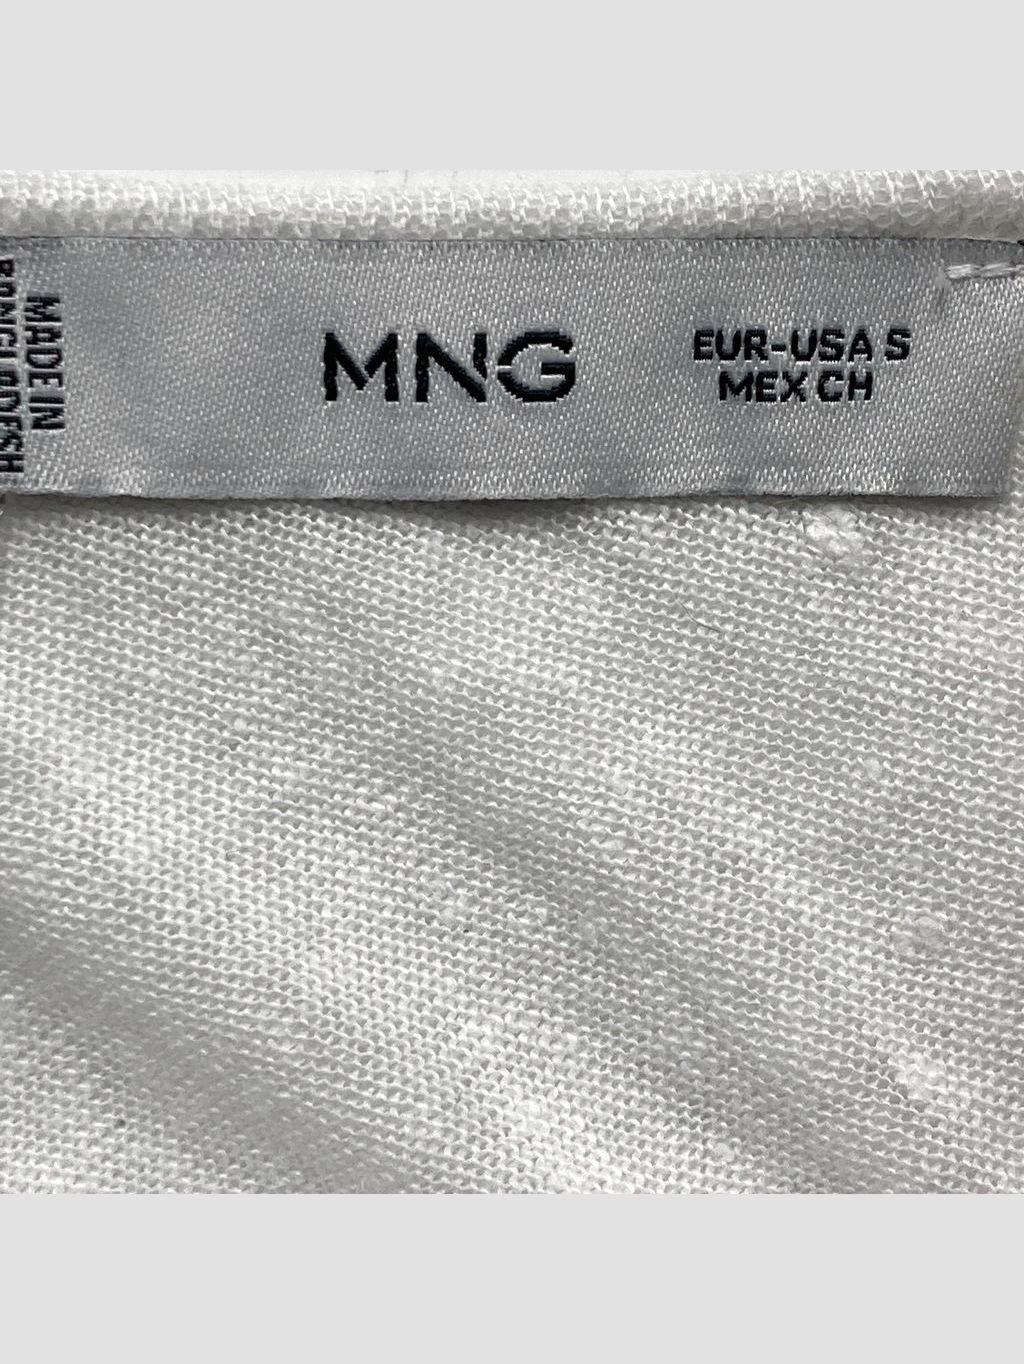 MADE IN
BANGLADESH
MNG
EUR-USA S
MEX CH